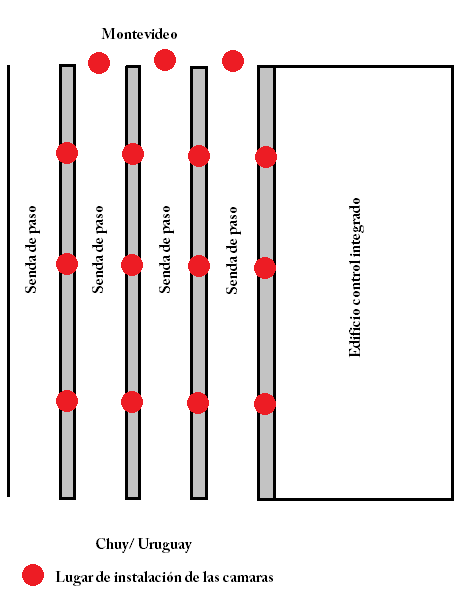 Montevideo
Senda de paso
Senda de paso
Senda de paso
Senda de paso
Edificio control integrado
Chuy/ Uruguay
Lugar de instalación de las camaras